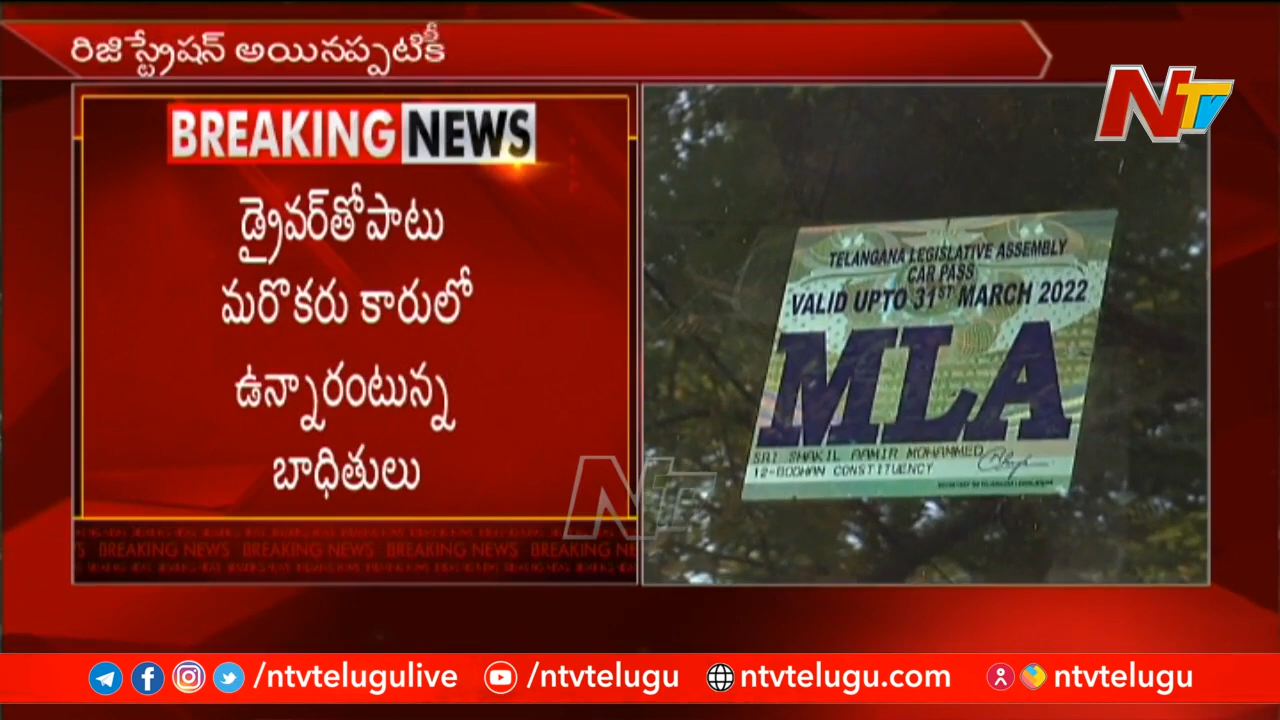 రిజిస్ట్రేషన్ అయినప్పటికీ
NTV
BREAKING NEWS
డ్రైవర్‌తోపాటు
మరొకరు కారులో
ఉన్నారంటున్న
బాధితులు
TELANGANA LEGISLATIVE ASSEMBLY
CAR PASS
VALID UPTO 31ST MARCH 2022
MLA
SRI SHAKIL AAMIR MOHAMMED
12-BODHAN CONSTITUENCY
NTV
BREAKING NEWS BREAKING NEWS BREAKING NEWS BREAKING NE
/ntvtelugulive /ntvtelugu ntvtelugu.com ntvtelugu